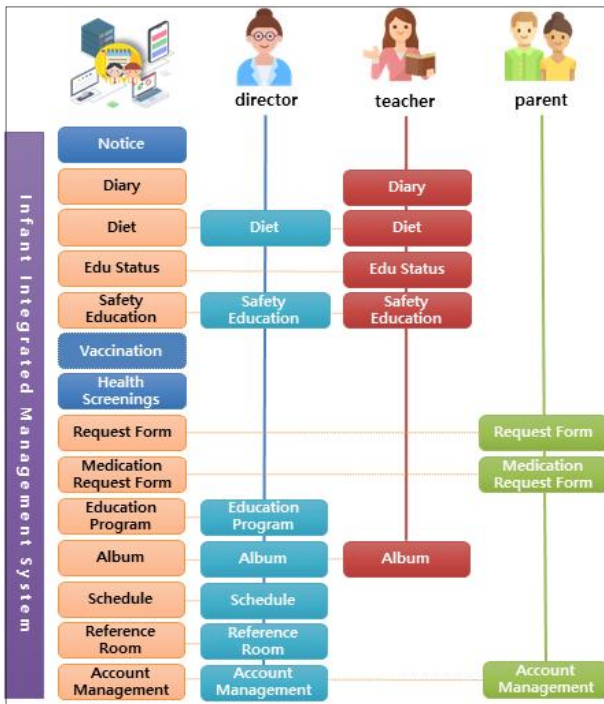 director teacher parent
Infant Integrated Management System
Notice
Diary Diary
Diet Diet Diet
Edu Status Edu Status
Safety Safety Safety
Education Education Education
Vaccination
Health
Screenings
Request Form Request Form
Medication Medication
Request Form Request Form
Education Education
Program Program
Album Album Album
Schedule Schedule
Reference Reference
Room Room
Account Account Account
Management Management Management